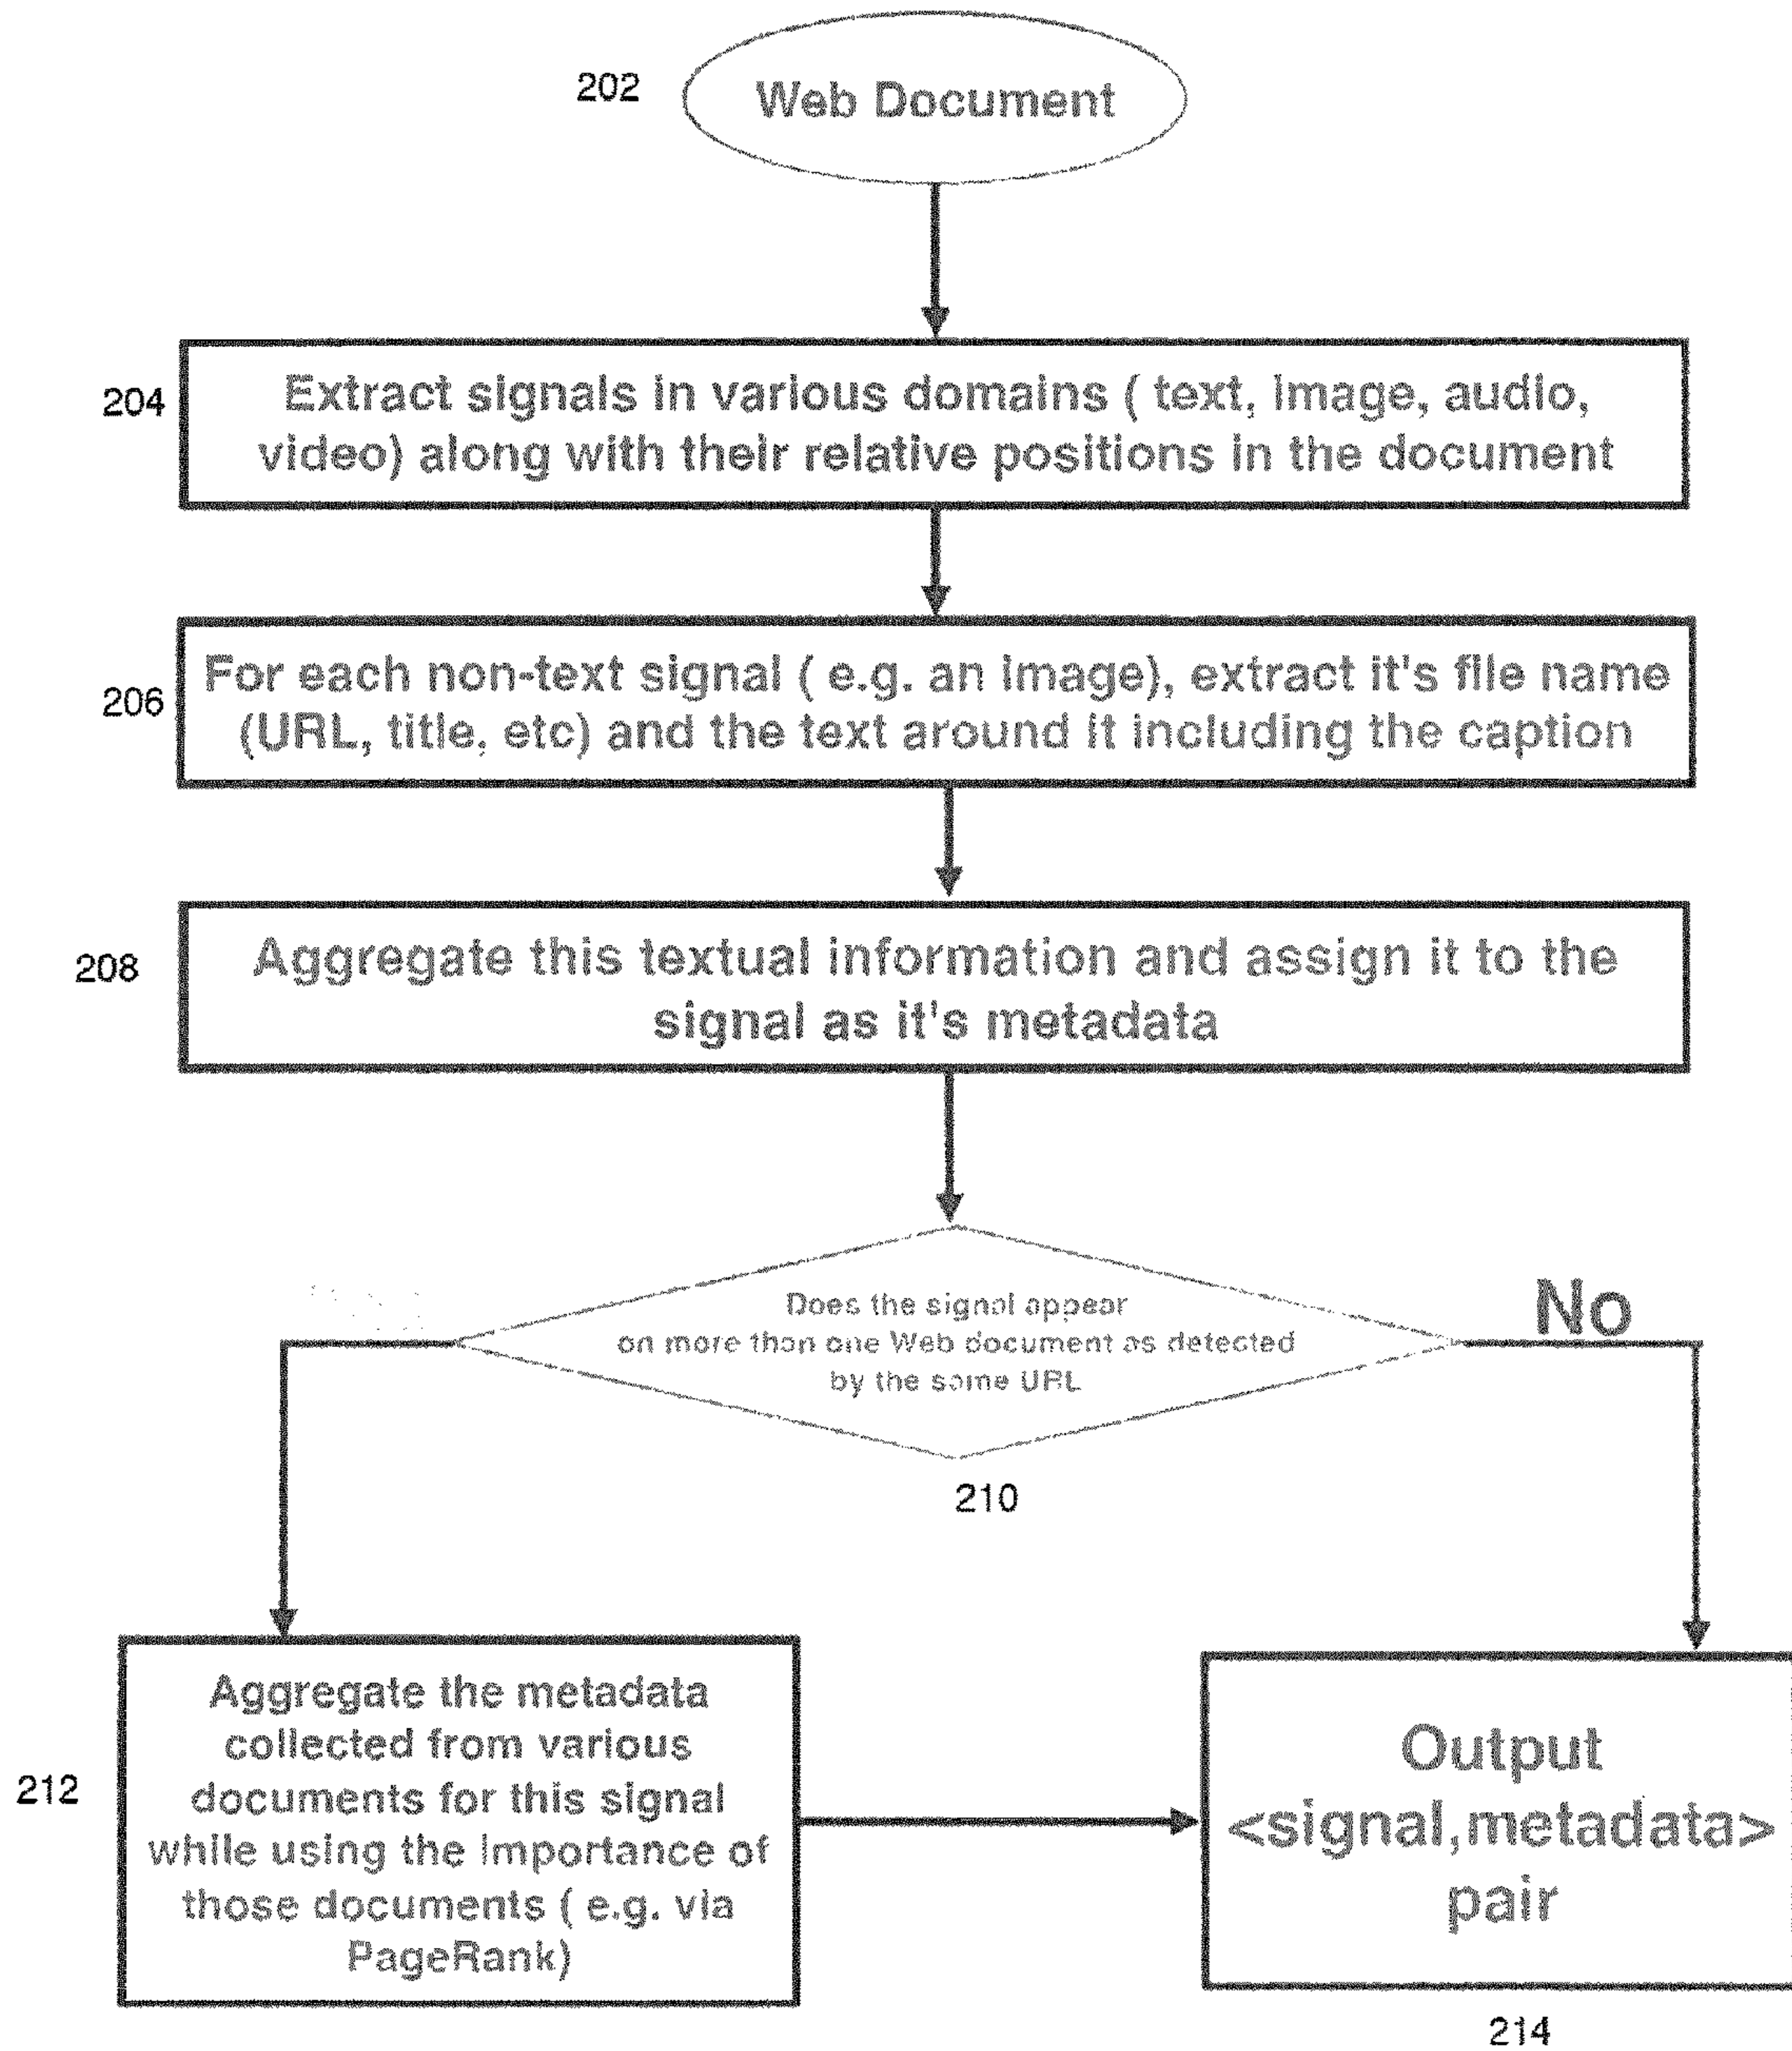 202
Web Document
204
Extract signals in various domains ( text, image, audio,
video) along with their relative positions in the document
206
For each non-text signal ( e.g. an image), extract it's file name
(URL, title, etc) and the text around it including the caption
208
Aggregate this textual information and assign it to the
signal as it's metadata
Does the signal appear
on more than one Web document as detected
by the same URL
No
210
212
Aggregate the metadata
collected from various
documents for this signal
while using the importance of
those documents ( e.g. via
PageRank)
Output
<signal,metadata>
pair
214